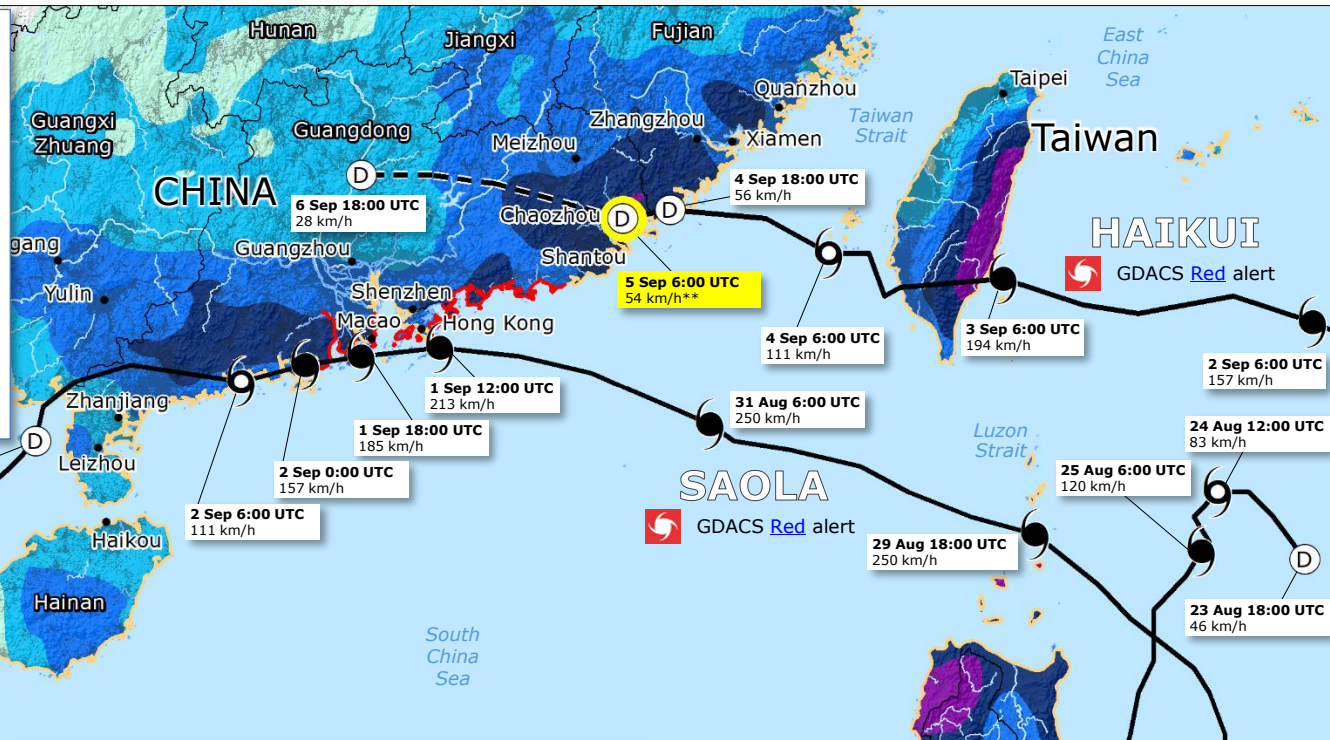 Hunan
Jiangxi
Fujian
East
China
Sea
Taipei
Quanzhou
Taiwan
Strait
Zhangzhou
Guangxi
Zhuang
Guangdong
Meizhou
Xiamen
Taiwan
CHINA
D
4 Sep 18:00 UTC
56 km/h
6 Sep 18:00 UTC
28 km/h
Chaozhou
D
D
HAIKUI
GDACS Red alert
gang
Guangzhou
Shantou
5 Sep 6:00 UTC
54 km/h**
Yulin
Shenzhen
Macao
Hong Kong
4 Sep 6:00 UTC
111 km/h
3 Sep 6:00 UTC
194 km/h
2 Sep 6:00 UTC
157 km/h
1 Sep 12:00 UTC
213 km/h
Zhanjiang
31 Aug 6:00 UTC
250 km/h
1 Sep 18:00 UTC
185 km/h
24 Aug 12:00 UTC
83 km/h
D
Leizhou
Luzon
Strait
2 Sep 0:00 UTC
157 km/h
25 Aug 6:00 UTC
120 km/h
SAOLA
GDACS Red alert
2 Sep 6:00 UTC
111 km/h
Haikou
29 Aug 18:00 UTC
250 km/h
D
Hainan
23 Aug 18:00 UTC
46 km/h
South
China
Sea